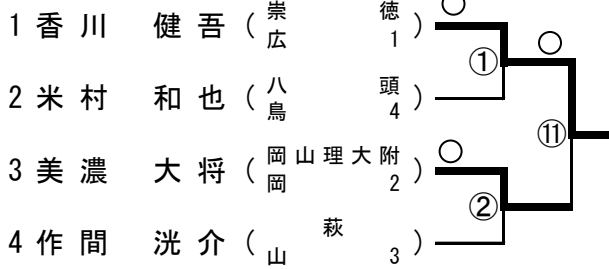 1 香川 健吾 (崇徳 広1)
①
2 米村 和也 (八頭 鳥4)
⑪
3 美濃 大将 (岡山理大附 岡2)
②
4 作間 洸介 (萩 山3)